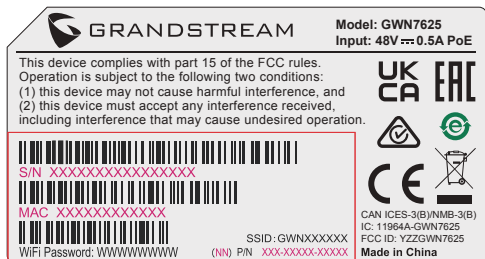 GRANDSTREAM
Model: GWN7625
Input: 48V⎓0.5A PoE
This device complies with part 15 of the FCC rules.
Operation is subject to the following two conditions:
(1) this device may not cause harmful interference, and
(2) this device must accept any interference received,
including interference that may cause undesired operation.
UK
CA
EAC
e
CE
S/N XXXXXXXXXXXXXXXX
MAC XXXXXXXXXXXX
SSID: GWNXXXXXX
WiFi Password: WWWWWWWWW
(NN) P/N XXX-XXXXX-XXXXX
CAN ICES-3(B)/NMB-3(B)
IC: 11964A-GWN7625
FCC ID: YZZGWN7625
Made in China